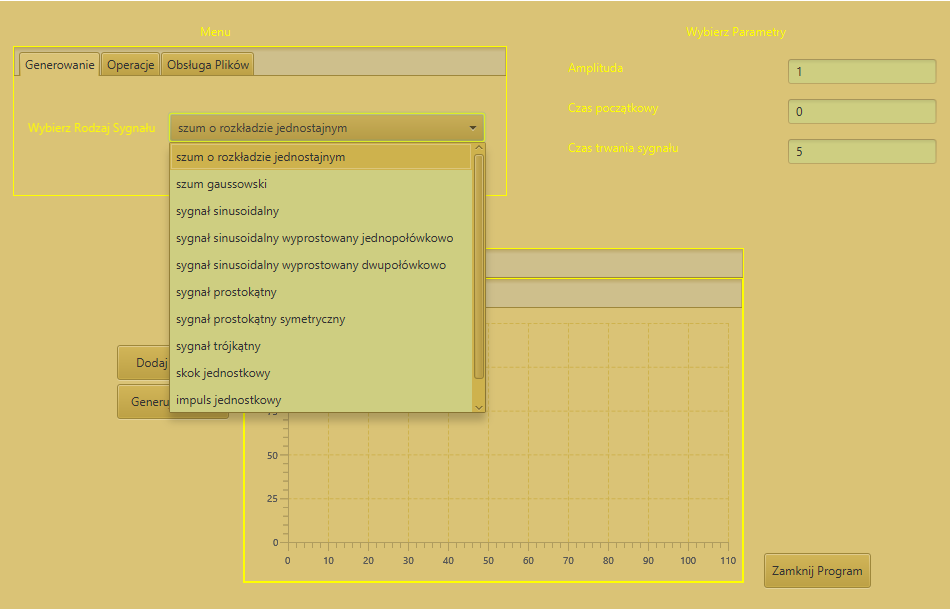 Menu
Wybierz Parametry
Generowanie
Operacje
Obsługa Plików
Amplituda
1
Czas początkowy
0
Wybierz Rodzaj Sygnału
szum o rozkładzie jednostajnym
Czas trwania sygnału
5
szum o rozkładzie jednostajnym
szum gaussowski
sygnał sinusoidalny
sygnał sinusoidalny wyprostowany jednopołówkowo
sygnał sinusoidalny wyprostowany dwupołówkowo
sygnał prostokątny
sygnał prostokątny symetryczny
sygnał trójkątny
skok jednostkowy
impuls jednostkowy
Dodaj
Generu
75
50
25
0
0 10 20 30 40 50 60 70 80 90 100 110
Zamknij Program